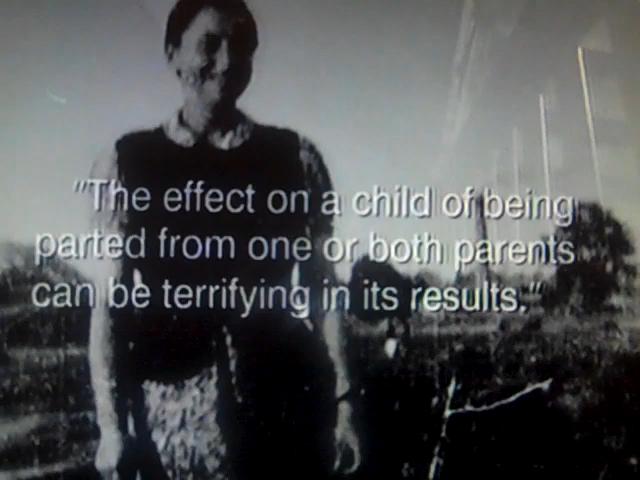 "The effect on a child of being
parted from one or both parents
can be terrifying in its results."